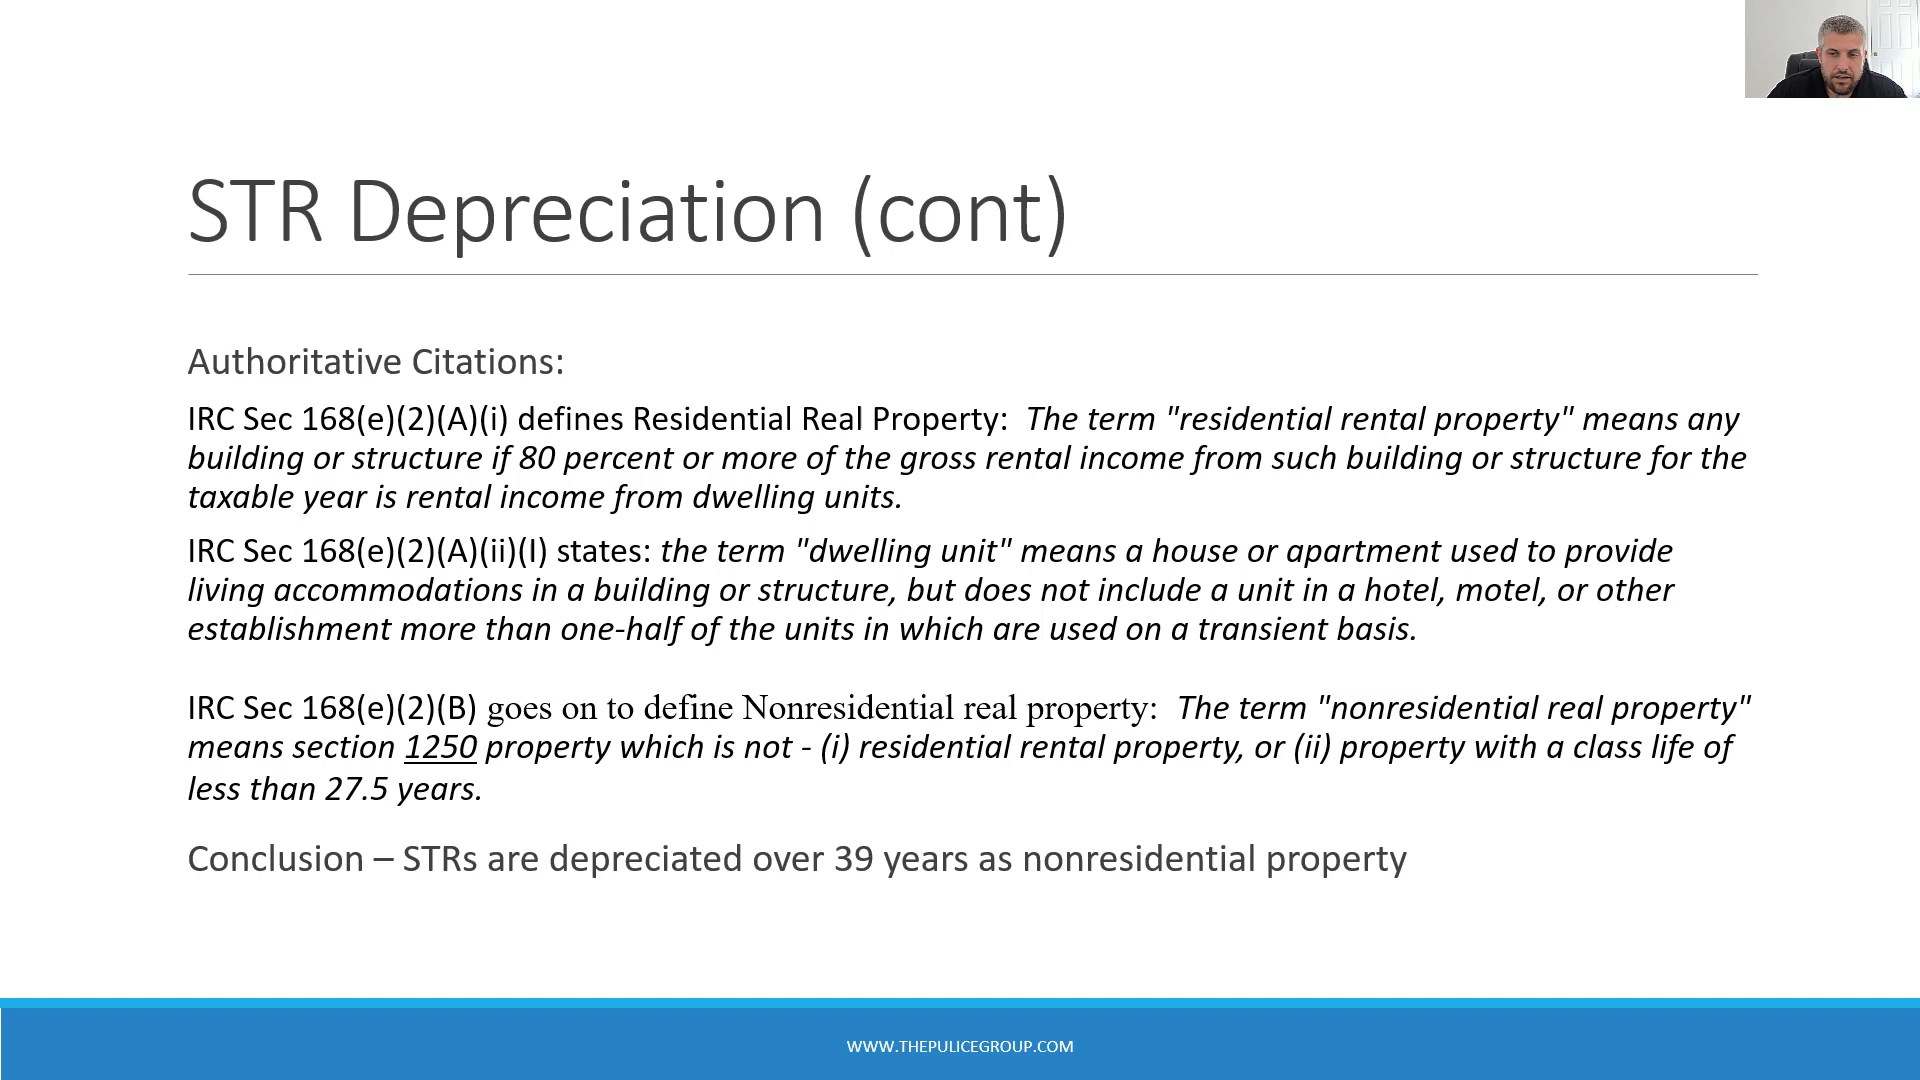 STR Depreciation (cont)
Authoritative Citations:
IRC Sec 168(e)(2)(A)(i) defines Residential Real Property:  The term "residential rental property" means any
building or structure if 80 percent or more of the gross rental income from such building or structure for the
taxable year is rental income from dwelling units.
IRC Sec 168(e)(2)(A)(ii)(I) states: the term "dwelling unit" means a house or apartment used to provide
living accommodations in a building or structure, but does not include a unit in a hotel, motel, or other
establishment more than one-half of the units in which are used on a transient basis.
IRC Sec 168(e)(2)(B) goes on to define Nonresidential real property:  The term "nonresidential real property"
means section 1250 property which is not - (i) residential rental property, or (ii) property with a class life of
less than 27.5 years.
Conclusion – STRs are depreciated over 39 years as nonresidential property
WWW.THEPULICEGROUP.COM